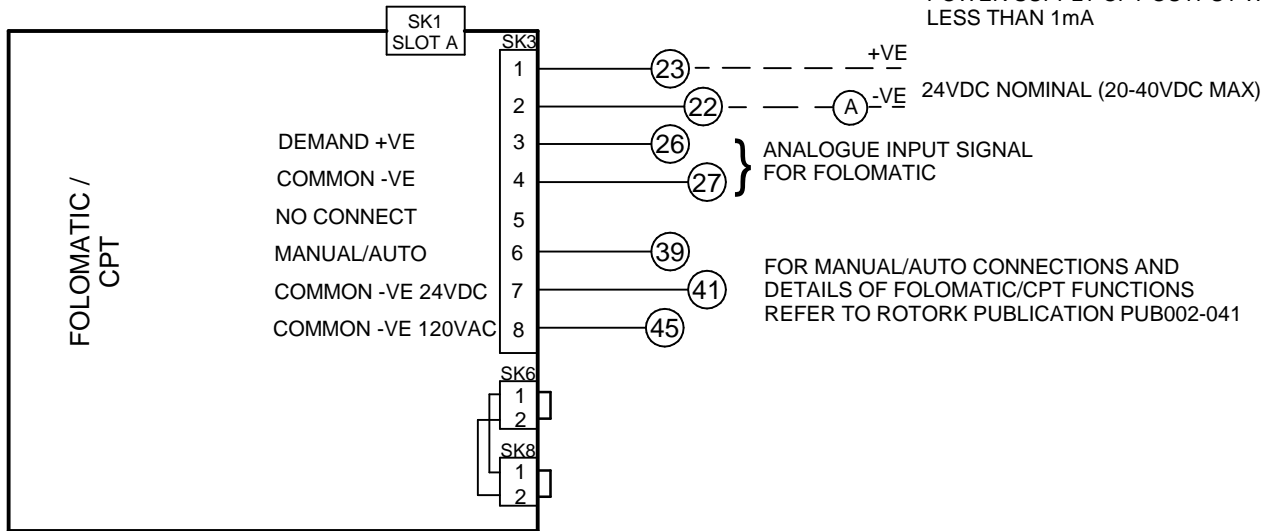 LESS THAN 1mA
SK1
SLOT A
SK3
1 23 +VE
2 22 A -VE 24VDC NOMINAL (20-40VDC MAX)
DEMAND +VE 3 26
COMMON -VE 4 27
ANALOGUE INPUT SIGNAL
FOR FOLOMATIC
NO CONNECT 5
MANUAL/AUTO 6 39
COMMON -VE 24VDC 7 41
COMMON -VE 120VAC 8 45
FOR MANUAL/AUTO CONNECTIONS AND
DETAILS OF FOLOMATIC/CPT FUNCTIONS
REFER TO ROTORK PUBLICATION PUB002-041
FOLOMATIC /
CPT
SK6
1
2
SK8
1
2